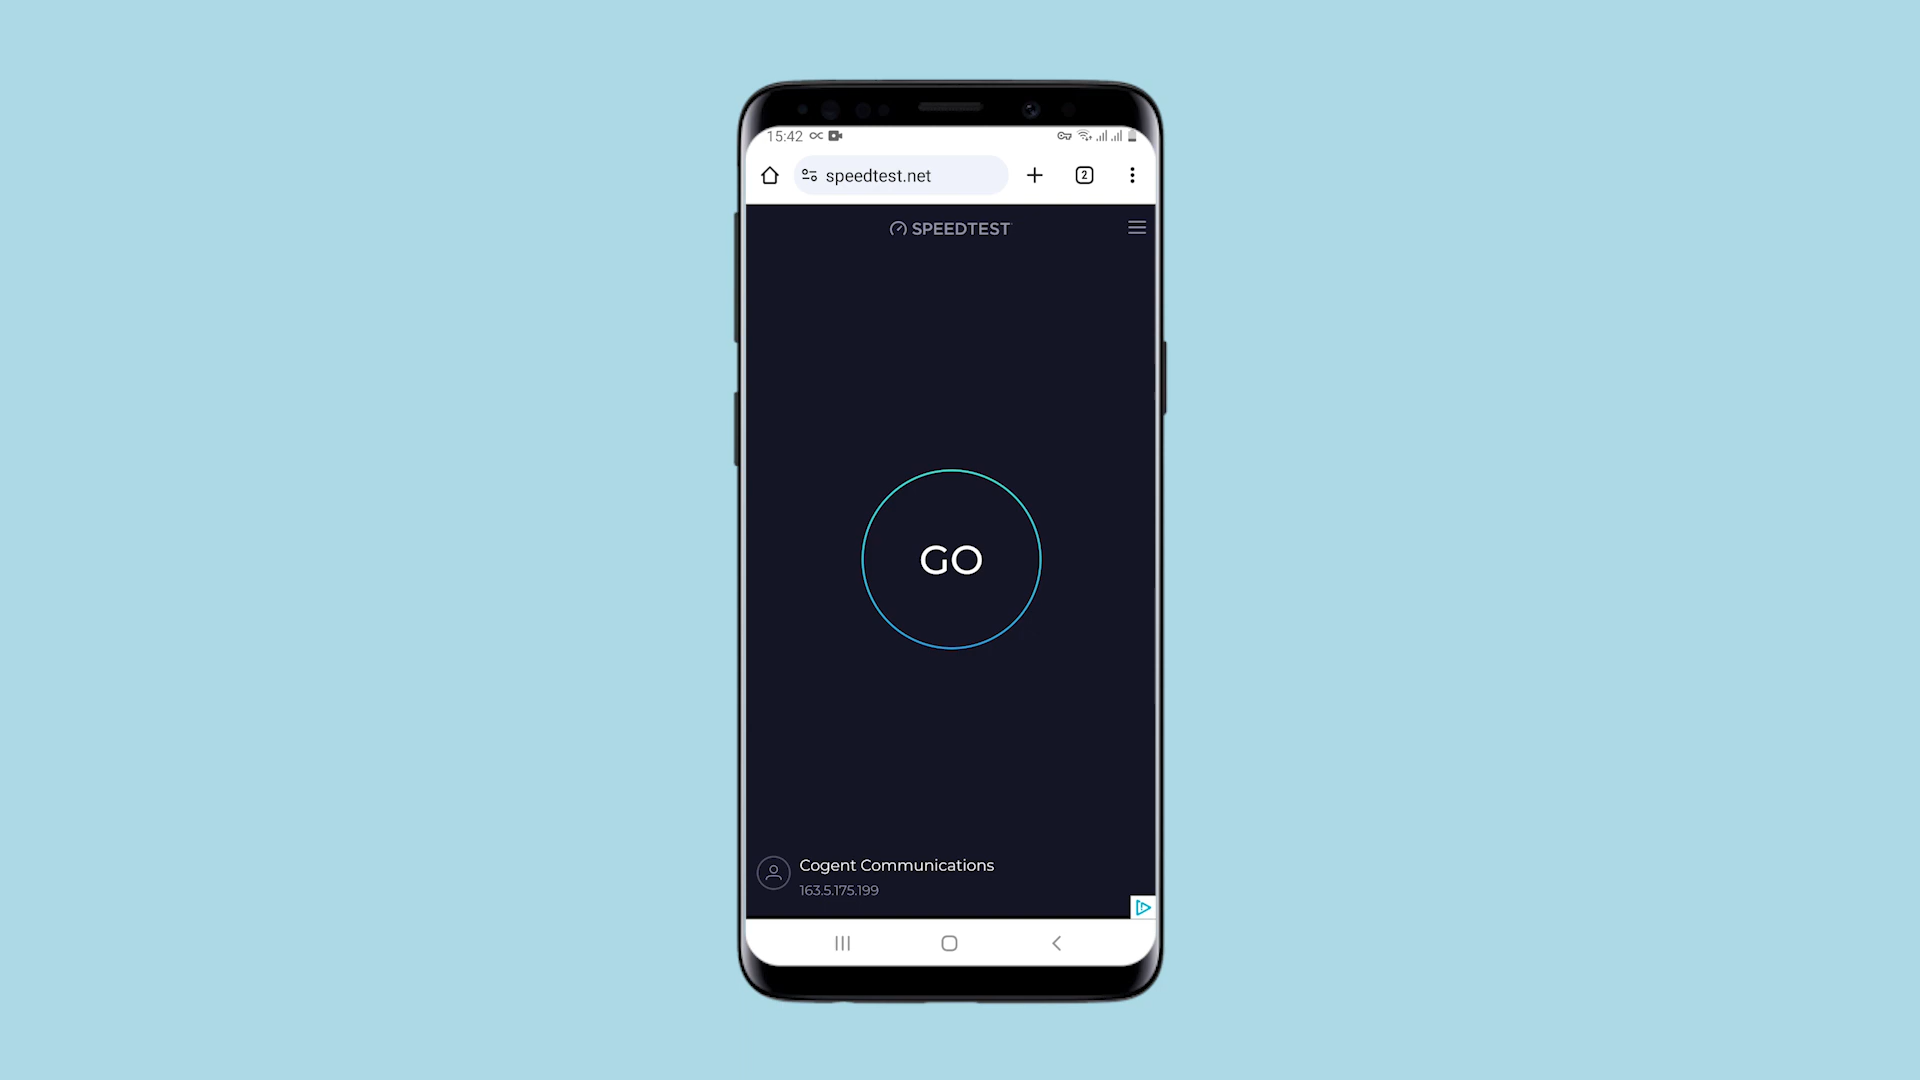 15:42
speedtest.net
2
SPEEDTEST
GO
Cogent Communications
163.5.175.199